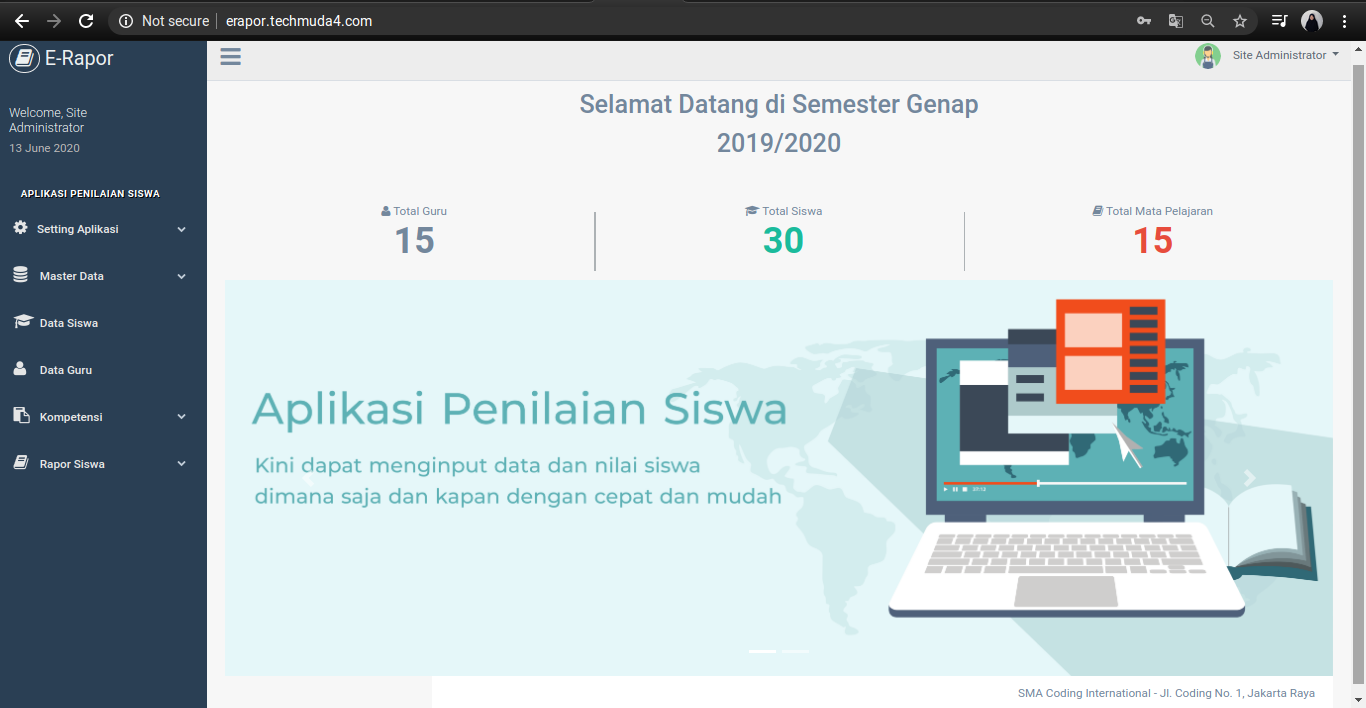 Not secure
erapor.techmuda4.com
E-Rapor
Site Administrator
Welcome, Site
Administrator
13 June 2020
APLIKASI PENILAIAN SISWA
Setting Aplikasi
Master Data
Data Siswa
Data Guru
Kompetensi
Rapor Siswa
Selamat Datang di Semester Genap
2019/2020
Total Guru
15
Total Siswa
30
Total Mata Pelajaran
15
Aplikasi Penilaian Siswa
Kini dapat menginput data dan nilai siswa
dimana saja dan kapan dengan cepat dan mudah
SMA Coding International - Jl. Coding No. 1, Jakarta Raya